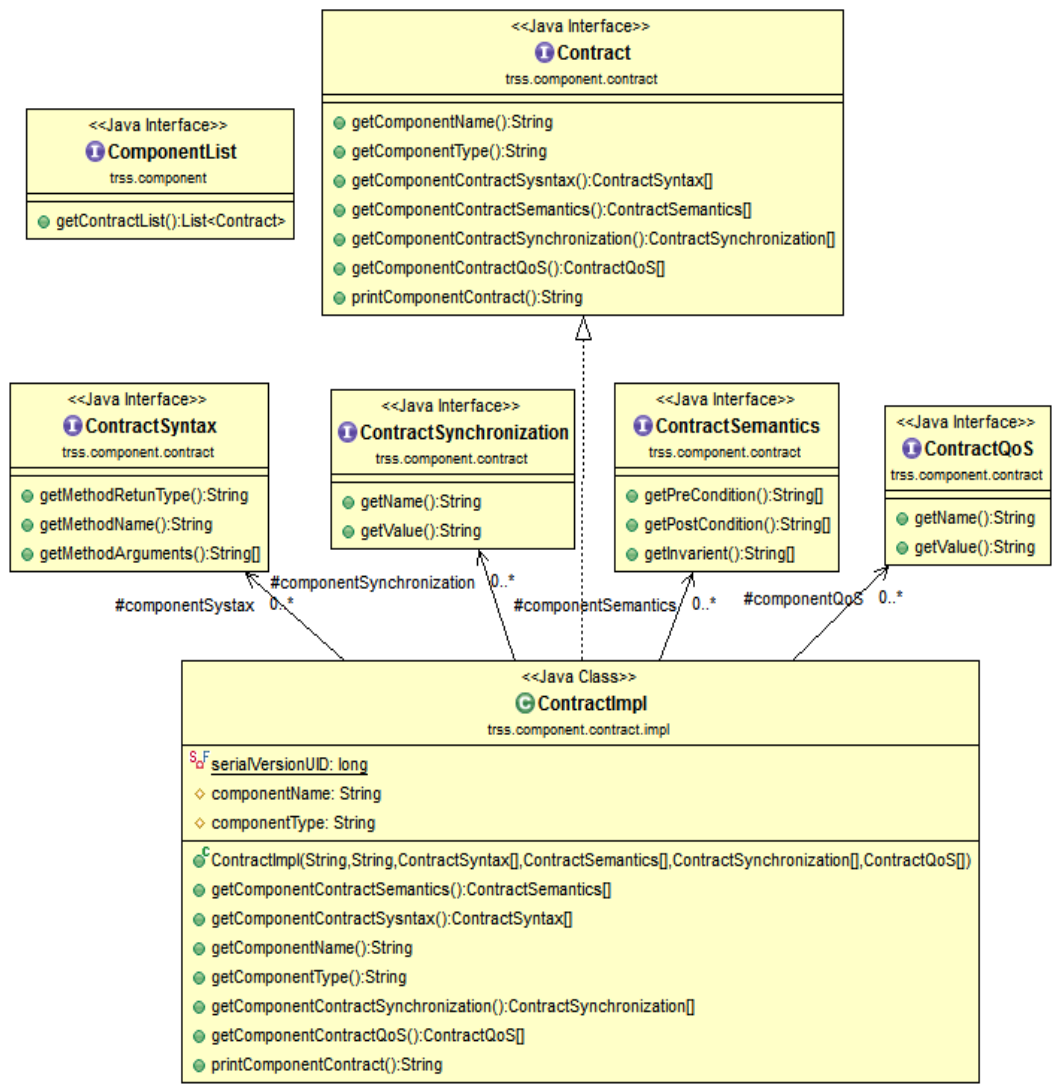 <<Java Interface>>
Contract
trss.component.contract
getComponentName():String
getComponentType():String
getComponentContractSysntax():ContractSyntax[]
getComponentContractSemantics():ContractSemantics[]
getComponentContractSynchronization():ContractSynchronization[]
getComponentContractQoS():ContractQoS[]
printComponentContract():String
<<Java Interface>>
ComponentList
trss.component
getContractList():List<Contract>
<<Java Interface>>
ContractSyntax
trss.component.contract
getMethodRetunType():String
getMethodName():String
getMethodArguments():String[]
<<Java Interface>>
ContractSynchronization
trss.component.contract
getName():String
getValue():String
<<Java Interface>>
ContractSemantics
trss.component.contract
getPreCondition():String[]
getPostCondition():String[]
getInvarient():String[]
<<Java Interface>>
ContractQoS
trss.component.contract
getName():String
getValue():String
#componentSynchronization 0..*
#componentSystax 0..*
#componentSemantics 0..*
#componentQoS 0..*
<<Java Class>>
ContractImpl
trss.component.contract.impl
serialVersionUID: long
componentName: String
componentType: String
ContractImpl(String,String,ContractSyntax[],ContractSemantics[],ContractSynchronization[],ContractQoS[])
getComponentContractSemantics():ContractSemantics[]
getComponentContractSysntax():ContractSyntax[]
getComponentName():String
getComponentType():String
getComponentContractSynchronization():ContractSynchronization[]
getComponentContractQoS():ContractQoS[]
printComponentContract():String